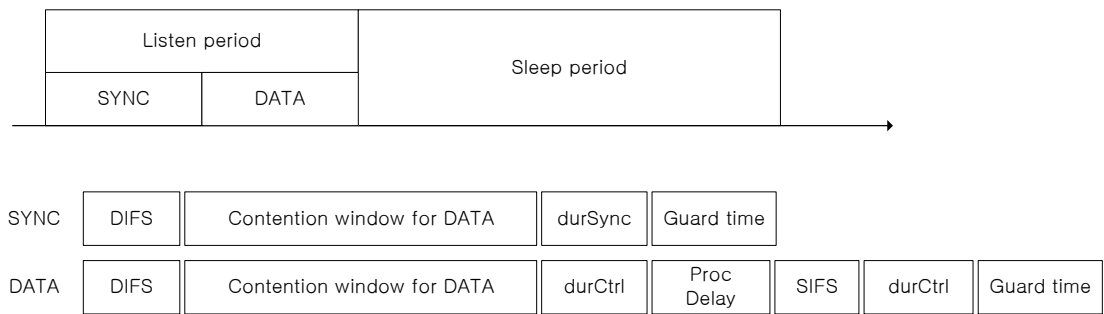 Listen period
Sleep period
SYNC DATA
SYNC DIFS Contention window for DATA durSync Guard time
DATA DIFS Contention window for DATA durCtrl Proc Delay SIFS durCtrl Guard time